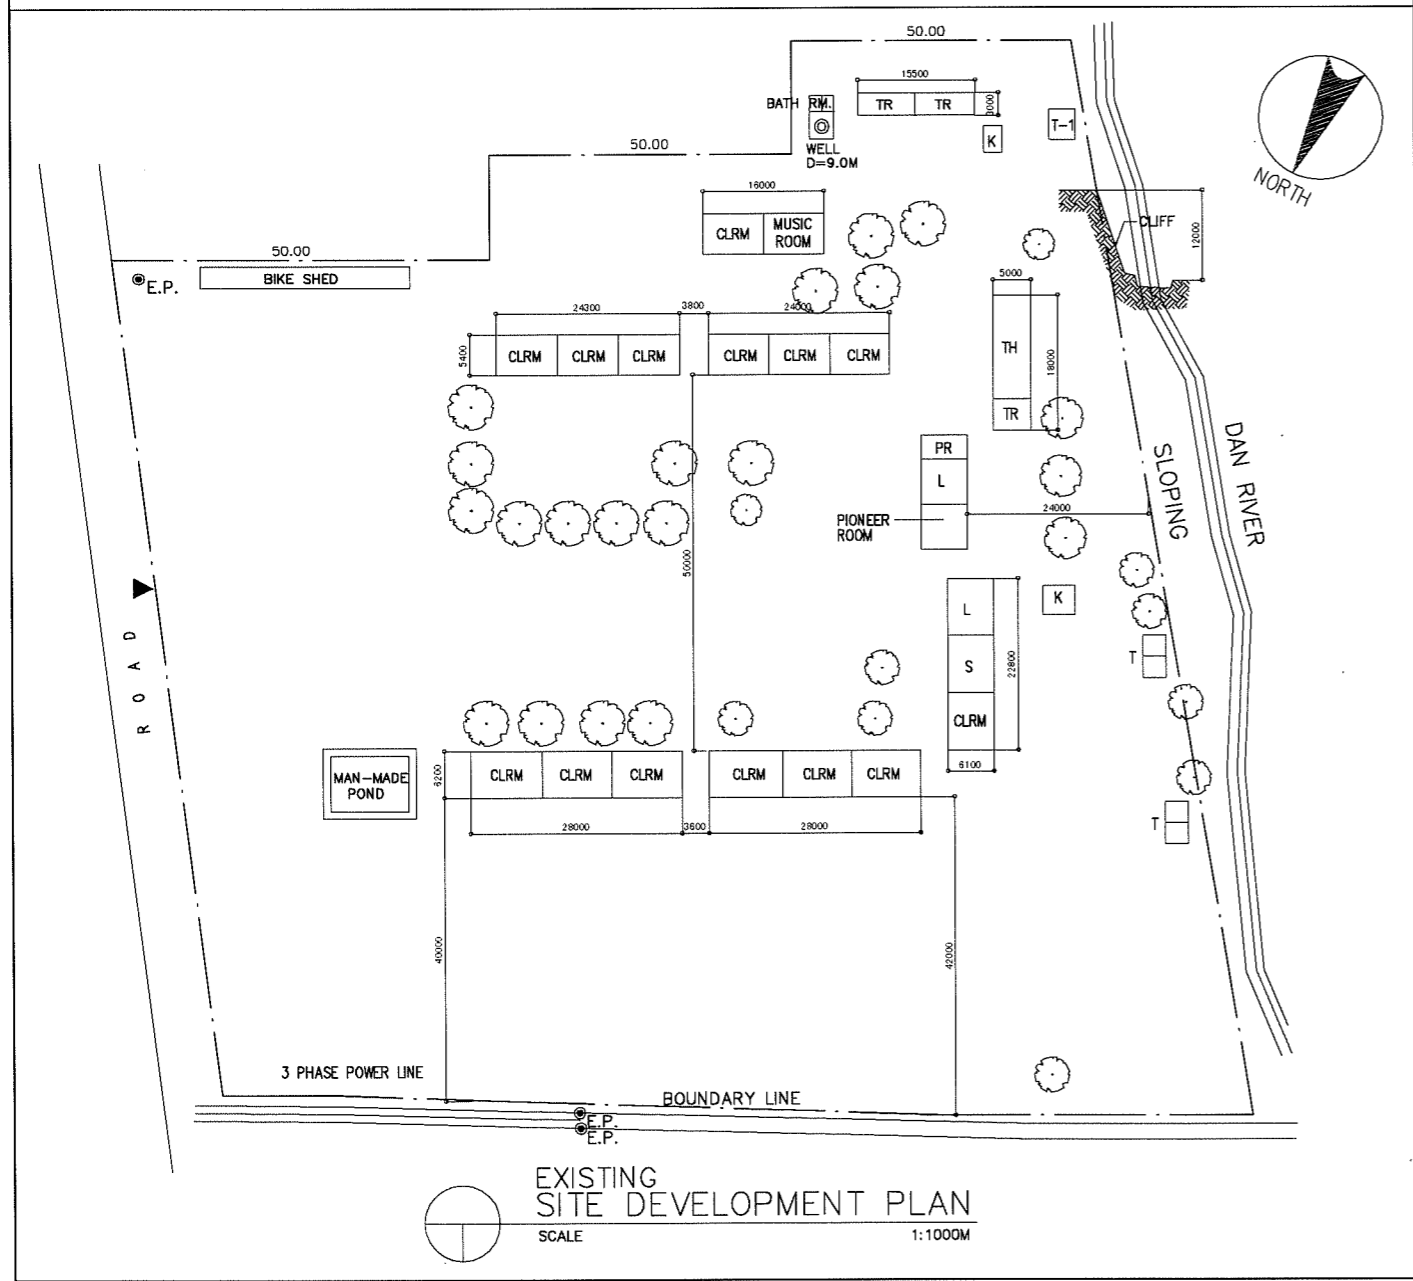 50.00
15500
BATH RM.
TR
TR
3000
T-1
K
WELL
D=9.0M
50.00
NORTH
16000
CLRM
MUSIC
ROOM
CLIFF
12000
50.00
E.P.
BIKE SHED
5000
24300
3800
24000
5400
CLRM
CLRM
CLRM
CLRM
CLRM
CLRM
TH
18000
TR
PR
L
PIONEER
ROOM
24000
SLOPING
DAN RIVER
50000
K
ROAD
L
S
CLRM
22800
6100
T
T
MAN-MADE
POND
6200
CLRM
CLRM
CLRM
CLRM
CLRM
CLRM
28000
3600
28000
40000
42000
3 PHASE POWER LINE
BOUNDARY LINE
E.P.
E.P.
EXISTING
SITE DEVELOPMENT PLAN
SCALE 1:1000M